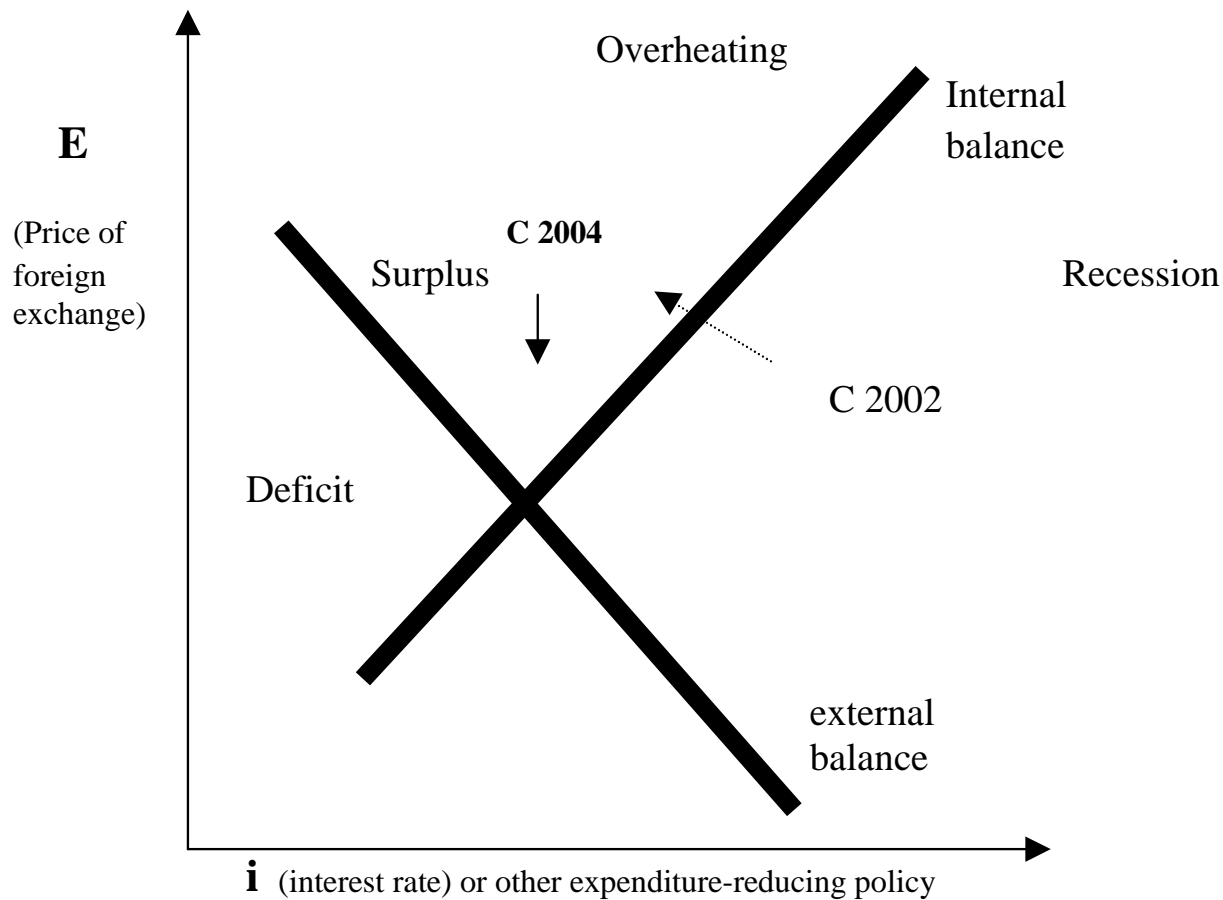 Overheating
Internal
balance
E
(Price of
foreign
exchange)
C 2004
Surplus
Recession
C 2002
Deficit
external
balance
i (interest rate) or other expenditure-reducing policy